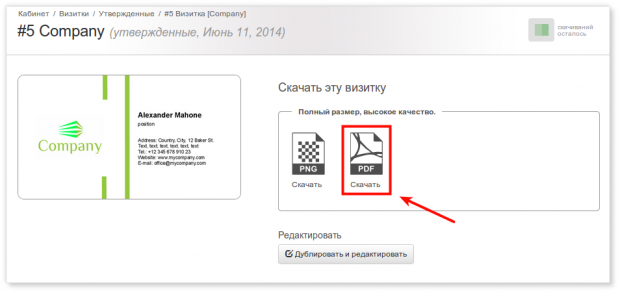 Кабинет / Визитки / Утвержденные / #5 Визитка [Company]
#5 Company (утвержденные, Июнь 11, 2014)
скачиваний
осталось
Скачать эту визитку
Полный размер, высокое качество.
Company
Alexander Mahone
position
Address: Country, City, 12 Baker St.
Text, text, text, text, text
Tel.: +12 345 678 910 23
Website: www.mycompany.com
E-mail: office@mycompany.com
PNG
Скачать
PDF
Скачать
Редактировать
Дублировать и редактировать